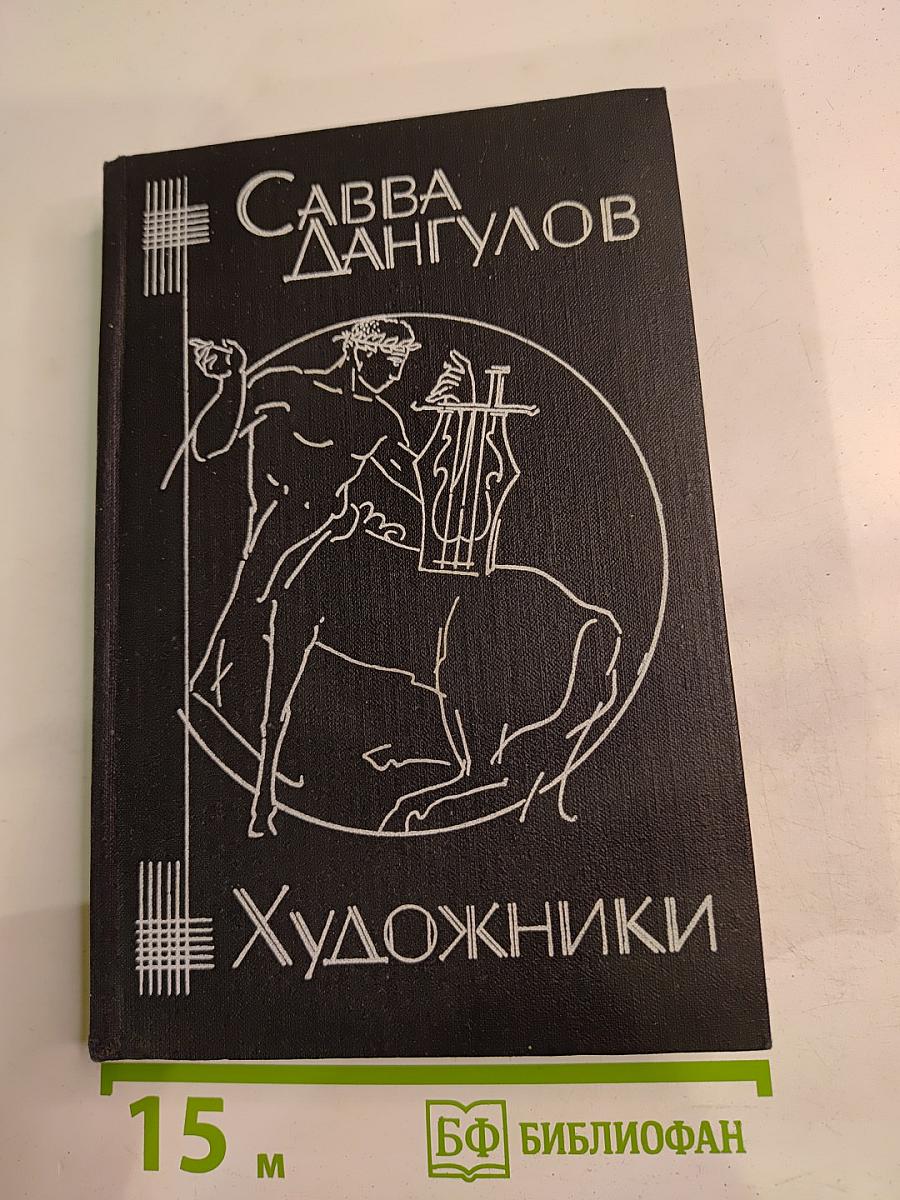 Савва
Дангулов
Художники
15 м
БФ БИБЛИОФАН